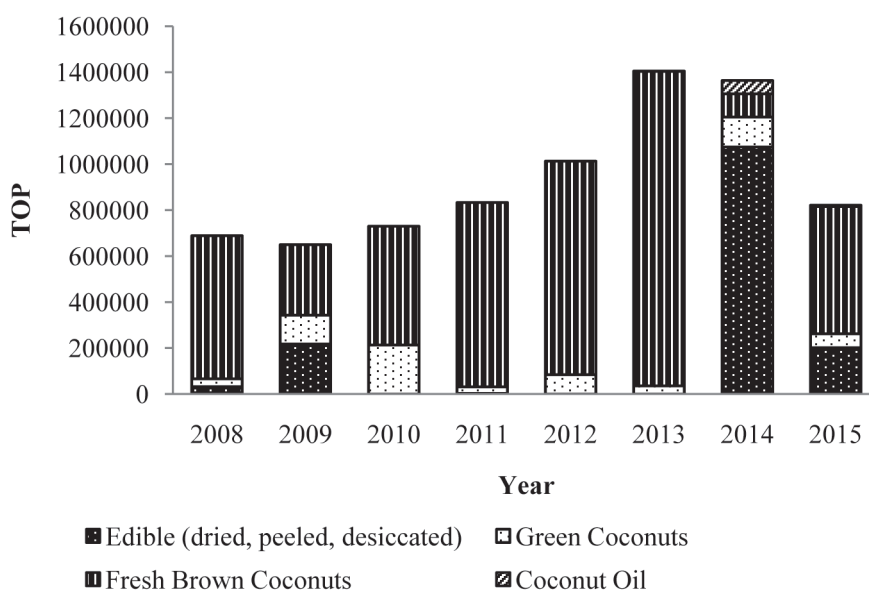 1600000
1400000
1200000
1000000
800000
600000
400000
200000
0
TOP
2008 2009 2010 2011 2012 2013 2014 2015
Year
Edible (dried, peeled, desiccated) Green Coconuts
Fresh Brown Coconuts Coconut Oil